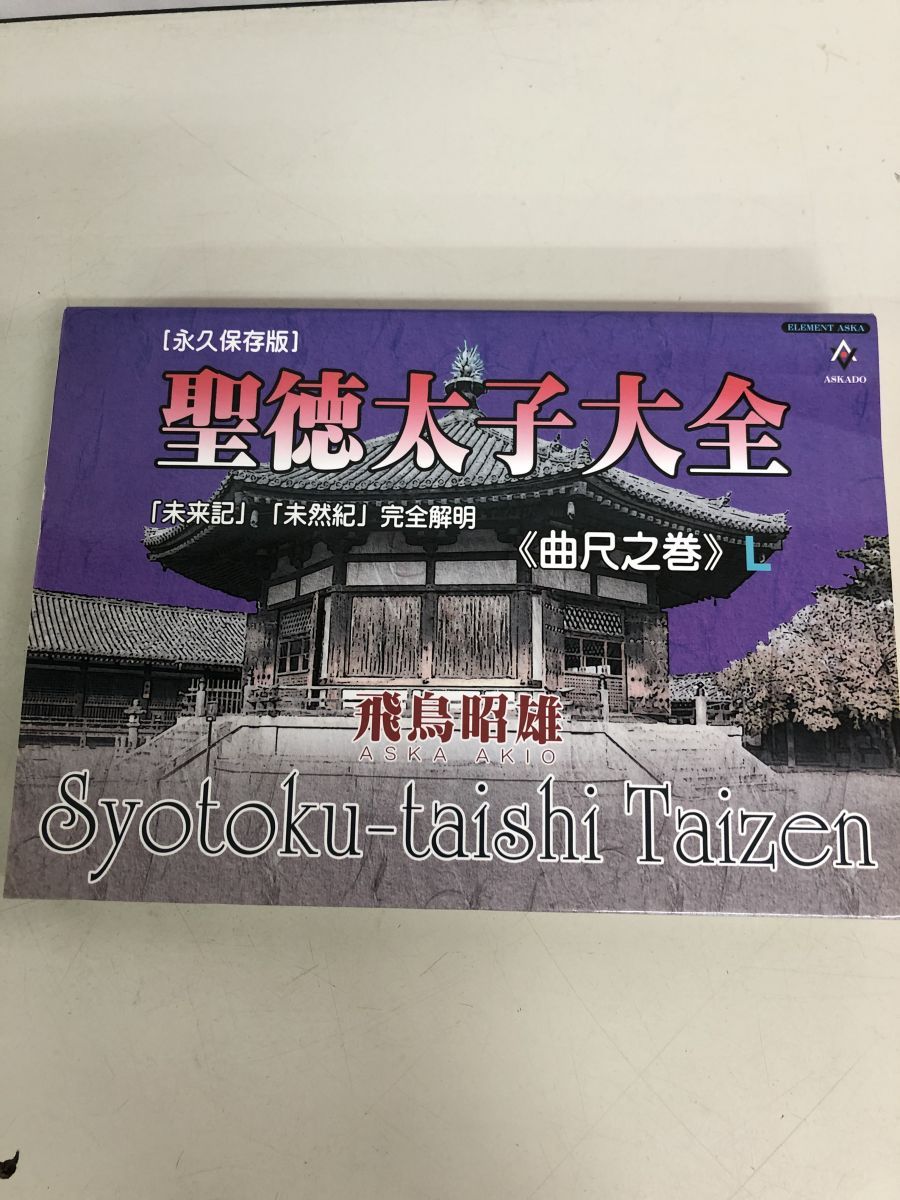 ELEMENT ASKA
ASKADO
[永久保存版]
聖徳太子大全
「未来記」「未然紀」完全解明
《曲尺之巻》L
飛鳥昭雄
ASKA AKIO
Syotoku-taishi Taizen